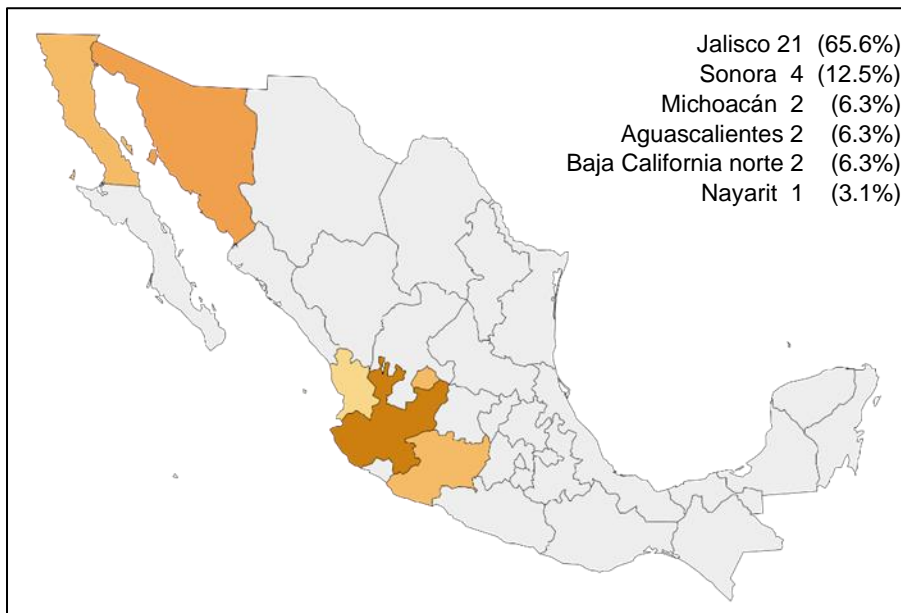 Jalisco 21 (65.6%)
Sonora 4 (12.5%)
Michoacán 2 (6.3%)
Aguascalientes 2 (6.3%)
Baja California norte 2 (6.3%)
Nayarit 1 (3.1%)